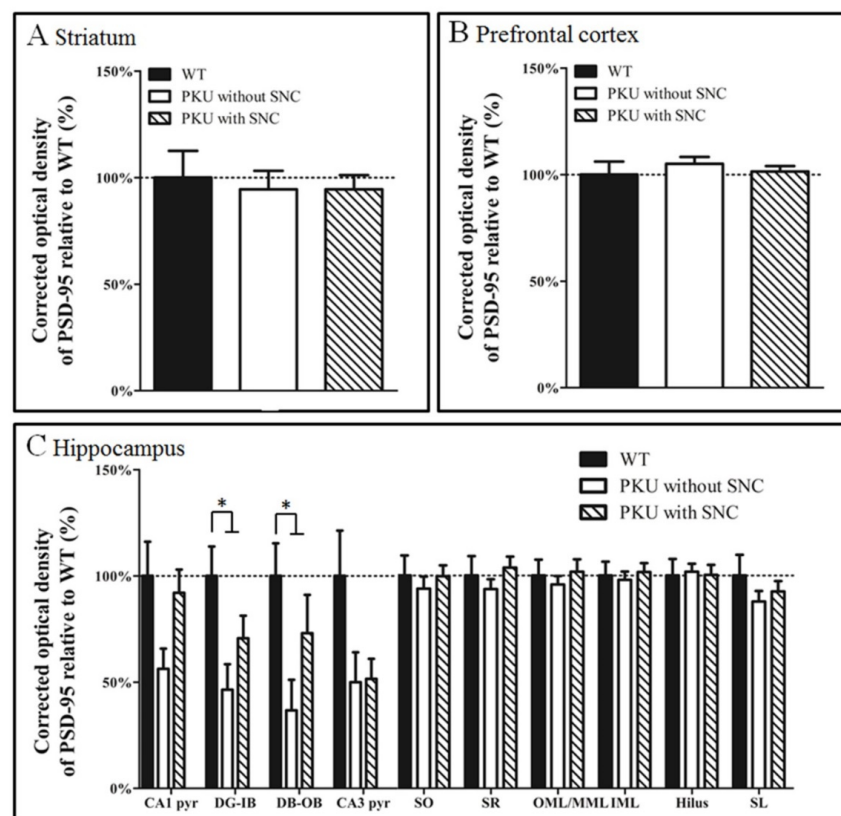 A Striatum
Corrected optical density
of PSD-95 relative to WT (%)
150%
100%
50%
0%
WT
PKU without SNC
PKU with SNC
B Prefrontal cortex
Corrected optical density
of PSD-95 relative to WT (%)
150%
100%
50%
0%
WT
PKU without SNC
PKU with SNC
C Hippocampus
Corrected optical density
of PSD-95 relative to WT (%)
150%
100%
50%
0%
* *
WT
PKU without SNC
PKU with SNC
CA1 pyr DG-IB DB-OB CA3 pyr SO SR OML/MML IML Hilus SL